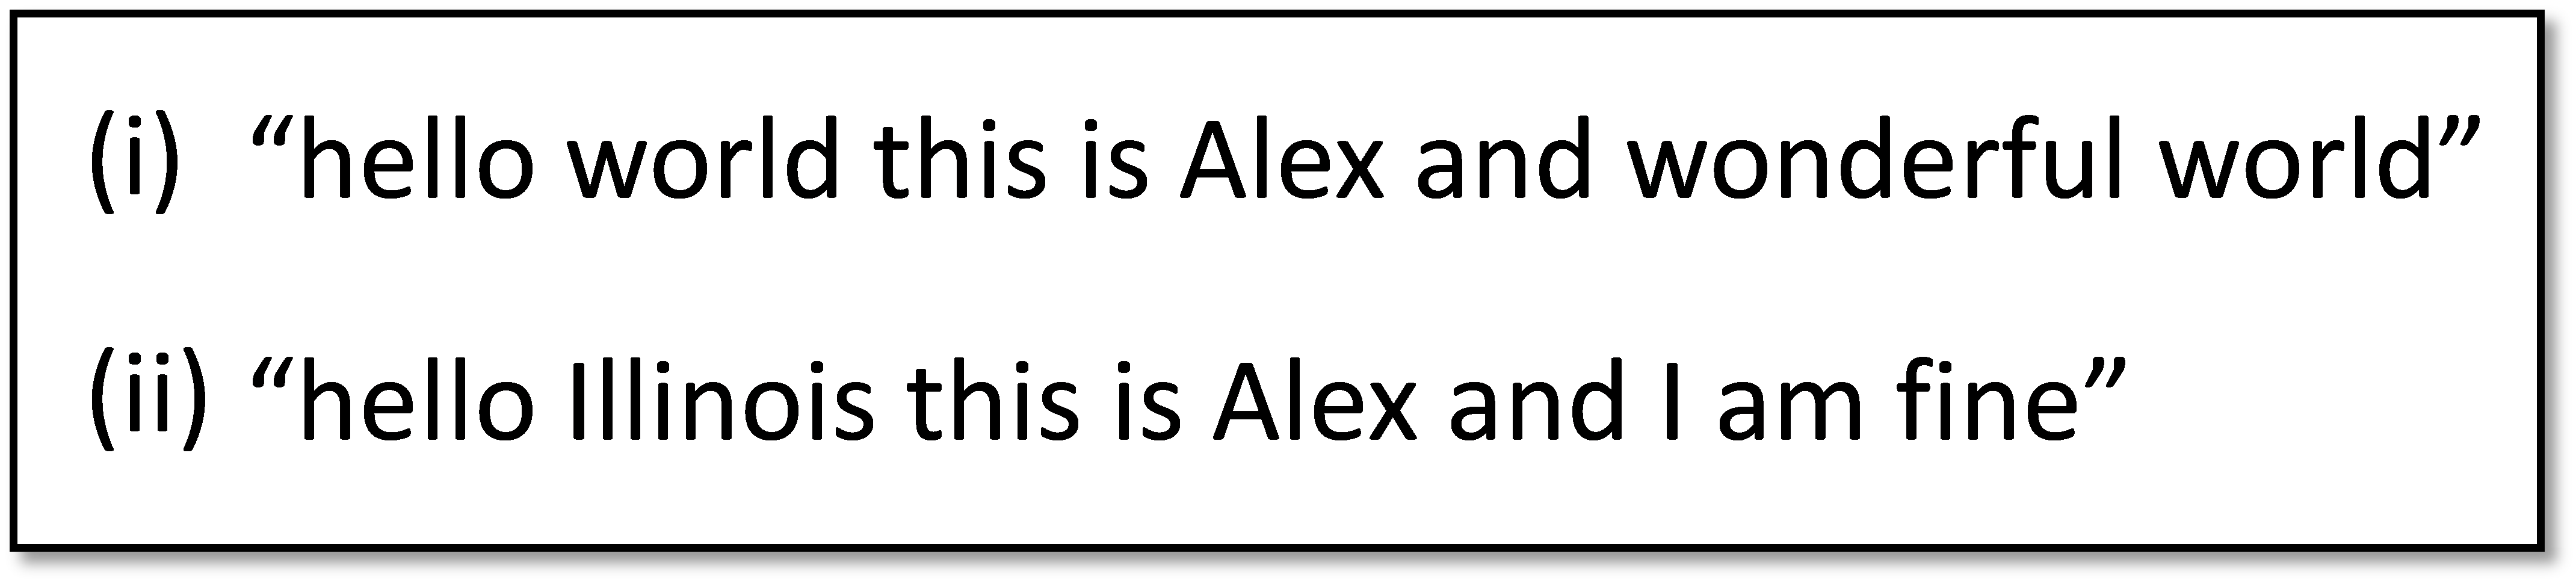 (i) “hello world this is Alex and wonderful world”
(ii) “hello Illinois this is Alex and I am fine”